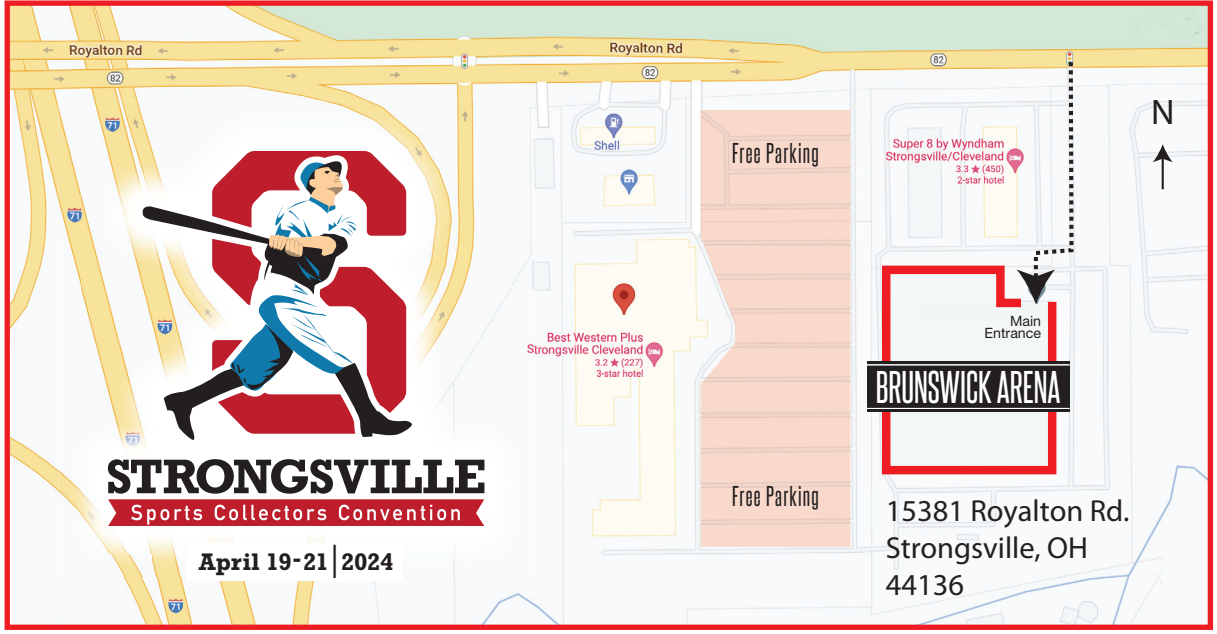 Royalton Rd
Royalton Rd
82
82
82
71
71
71
71
71
Shell
Free Parking
Super 8 by Wyndham
Strongsville/Cleveland
3.3 ★ (450)
2-star hotel
N
Best Western Plus
Strongsville Cleveland
3.2 ★ (227)
3-star hotel
Main
Entrance
BRUNSWICK ARENA
S
STRONGSVILLE
Sports Collectors Convention
April 19-21 | 2024
Free Parking
15381 Royalton Rd.
Strongsville, OH
44136